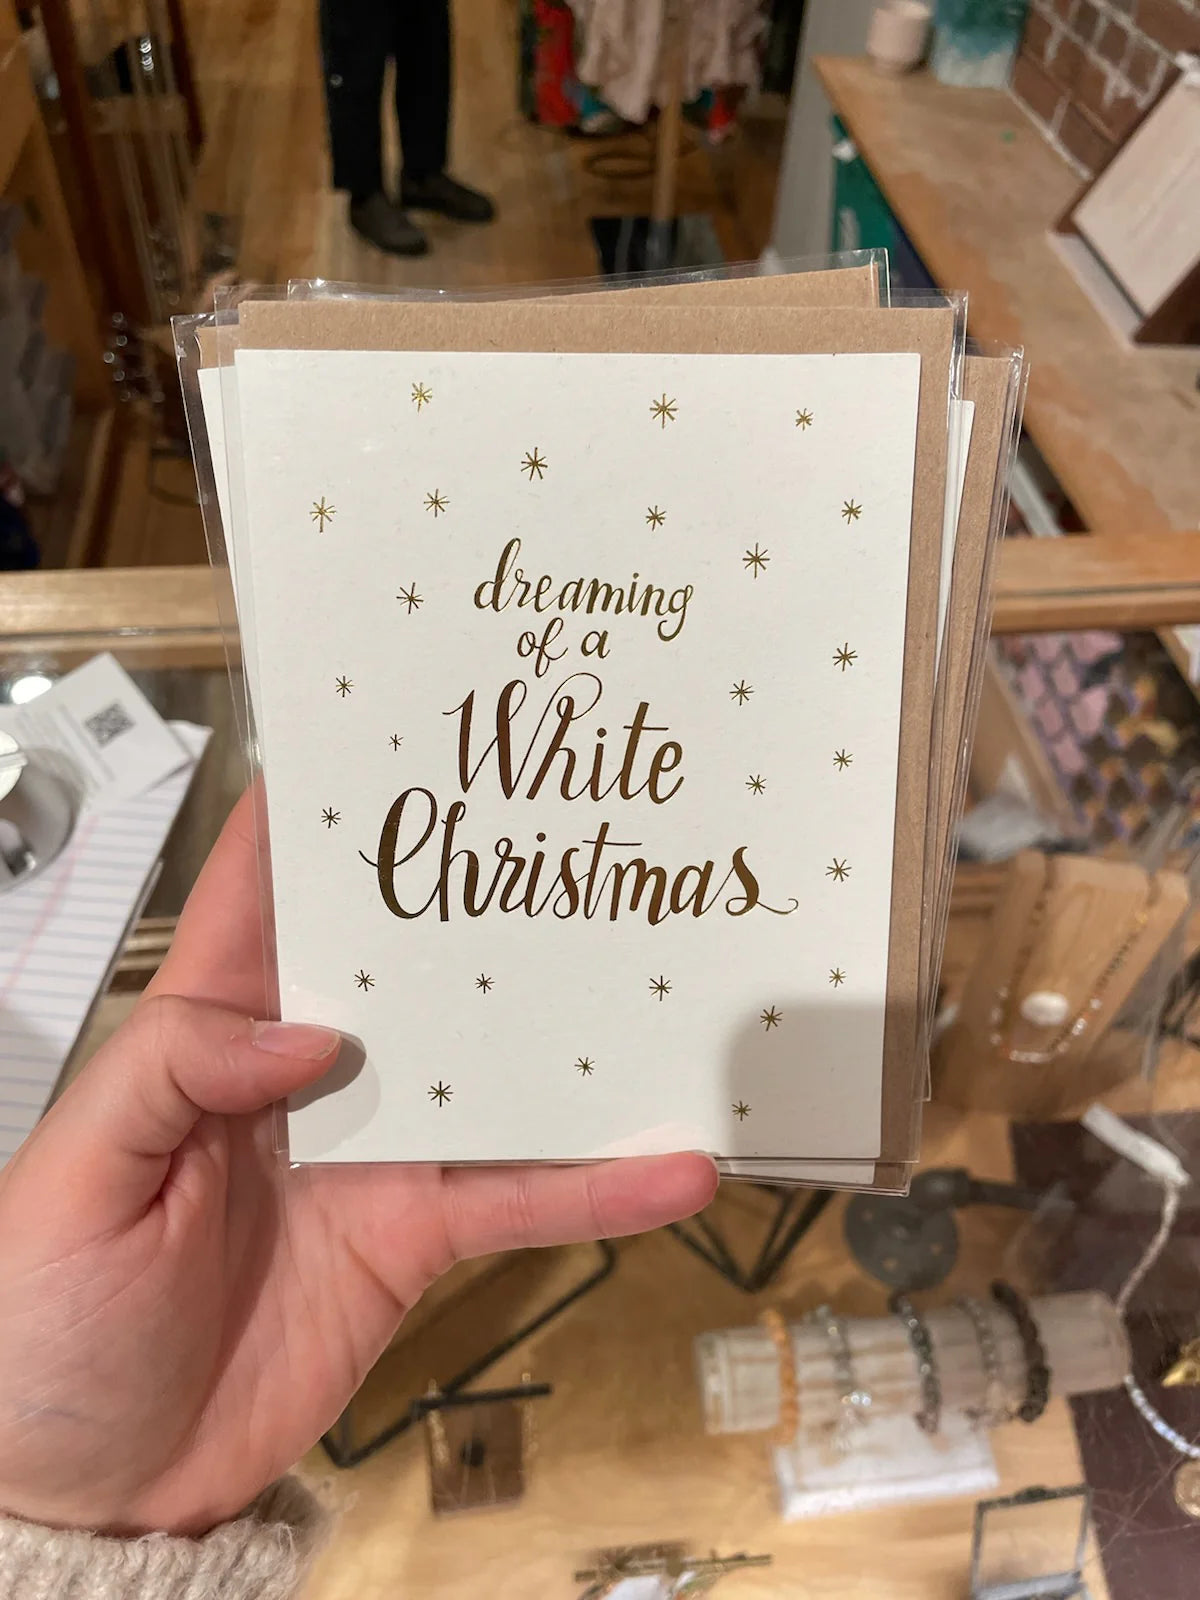 dreaming
of a
White
Christmas